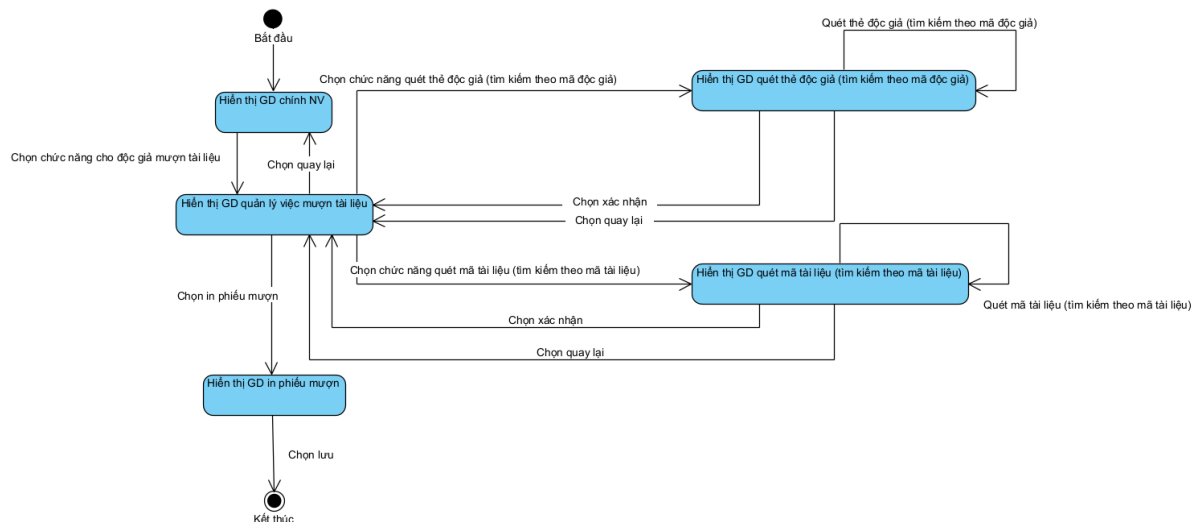 Bắt đầu
Quét thẻ độc giả (tìm kiếm theo mã độc giả)
Chọn chức năng quét thẻ độc giả (tìm kiếm theo mã độc giả)
Hiển thị GD quét thẻ độc giả (tìm kiếm theo mã độc giả)
Hiển thị GD chính NV
Chọn chức năng cho độc giả mượn tài liệu
Chọn quay lại
Hiển thị GD quản lý việc mượn tài liệu
Chọn xác nhận
Chọn quay lại
Chọn chức năng quét mã tài liệu (tìm kiếm theo mã tài liệu)
Hiển thị GD quét mã tài liệu (tìm kiếm theo mã tài liệu)
Chọn in phiếu mượn
Quét mã tài liệu (tìm kiếm theo mã tài liệu)
Chọn xác nhận
Chọn quay lại
Hiển thị GD in phiếu mượn
Chọn lưu
Kết thúc